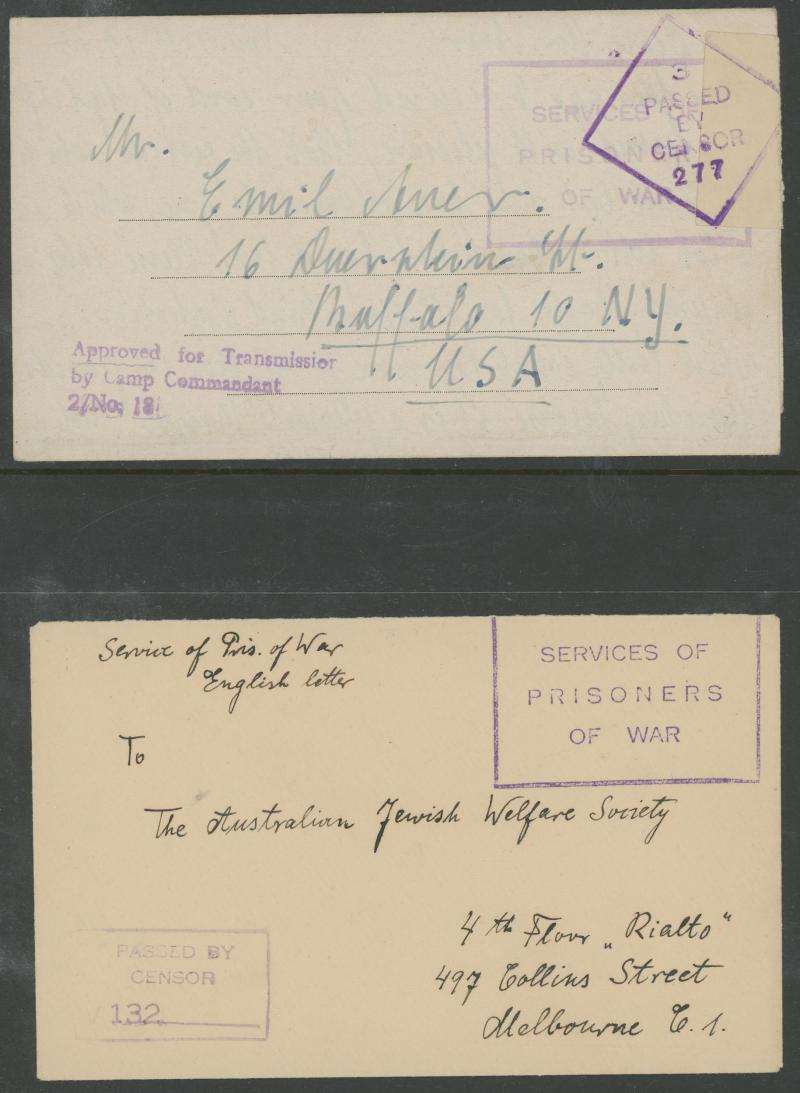 SERVICES OF
PRISONERS
OF WAR
3
PASSED
BY
CENSOR
277
Mr.
Emil Auer.
16 St.
Buffalo 10 N.Y.
USA
Approved for Transmission
by Camp Commandant
2/No. 18
Service of Pris. of War
English letter
SERVICES OF
PRISONERS
OF WAR
To
The Australian Jewish Welfare Society
4th Floor „Rialto“
497 Collins Street
Melbourne C.1.
PASSED BY
CENSOR
V 132